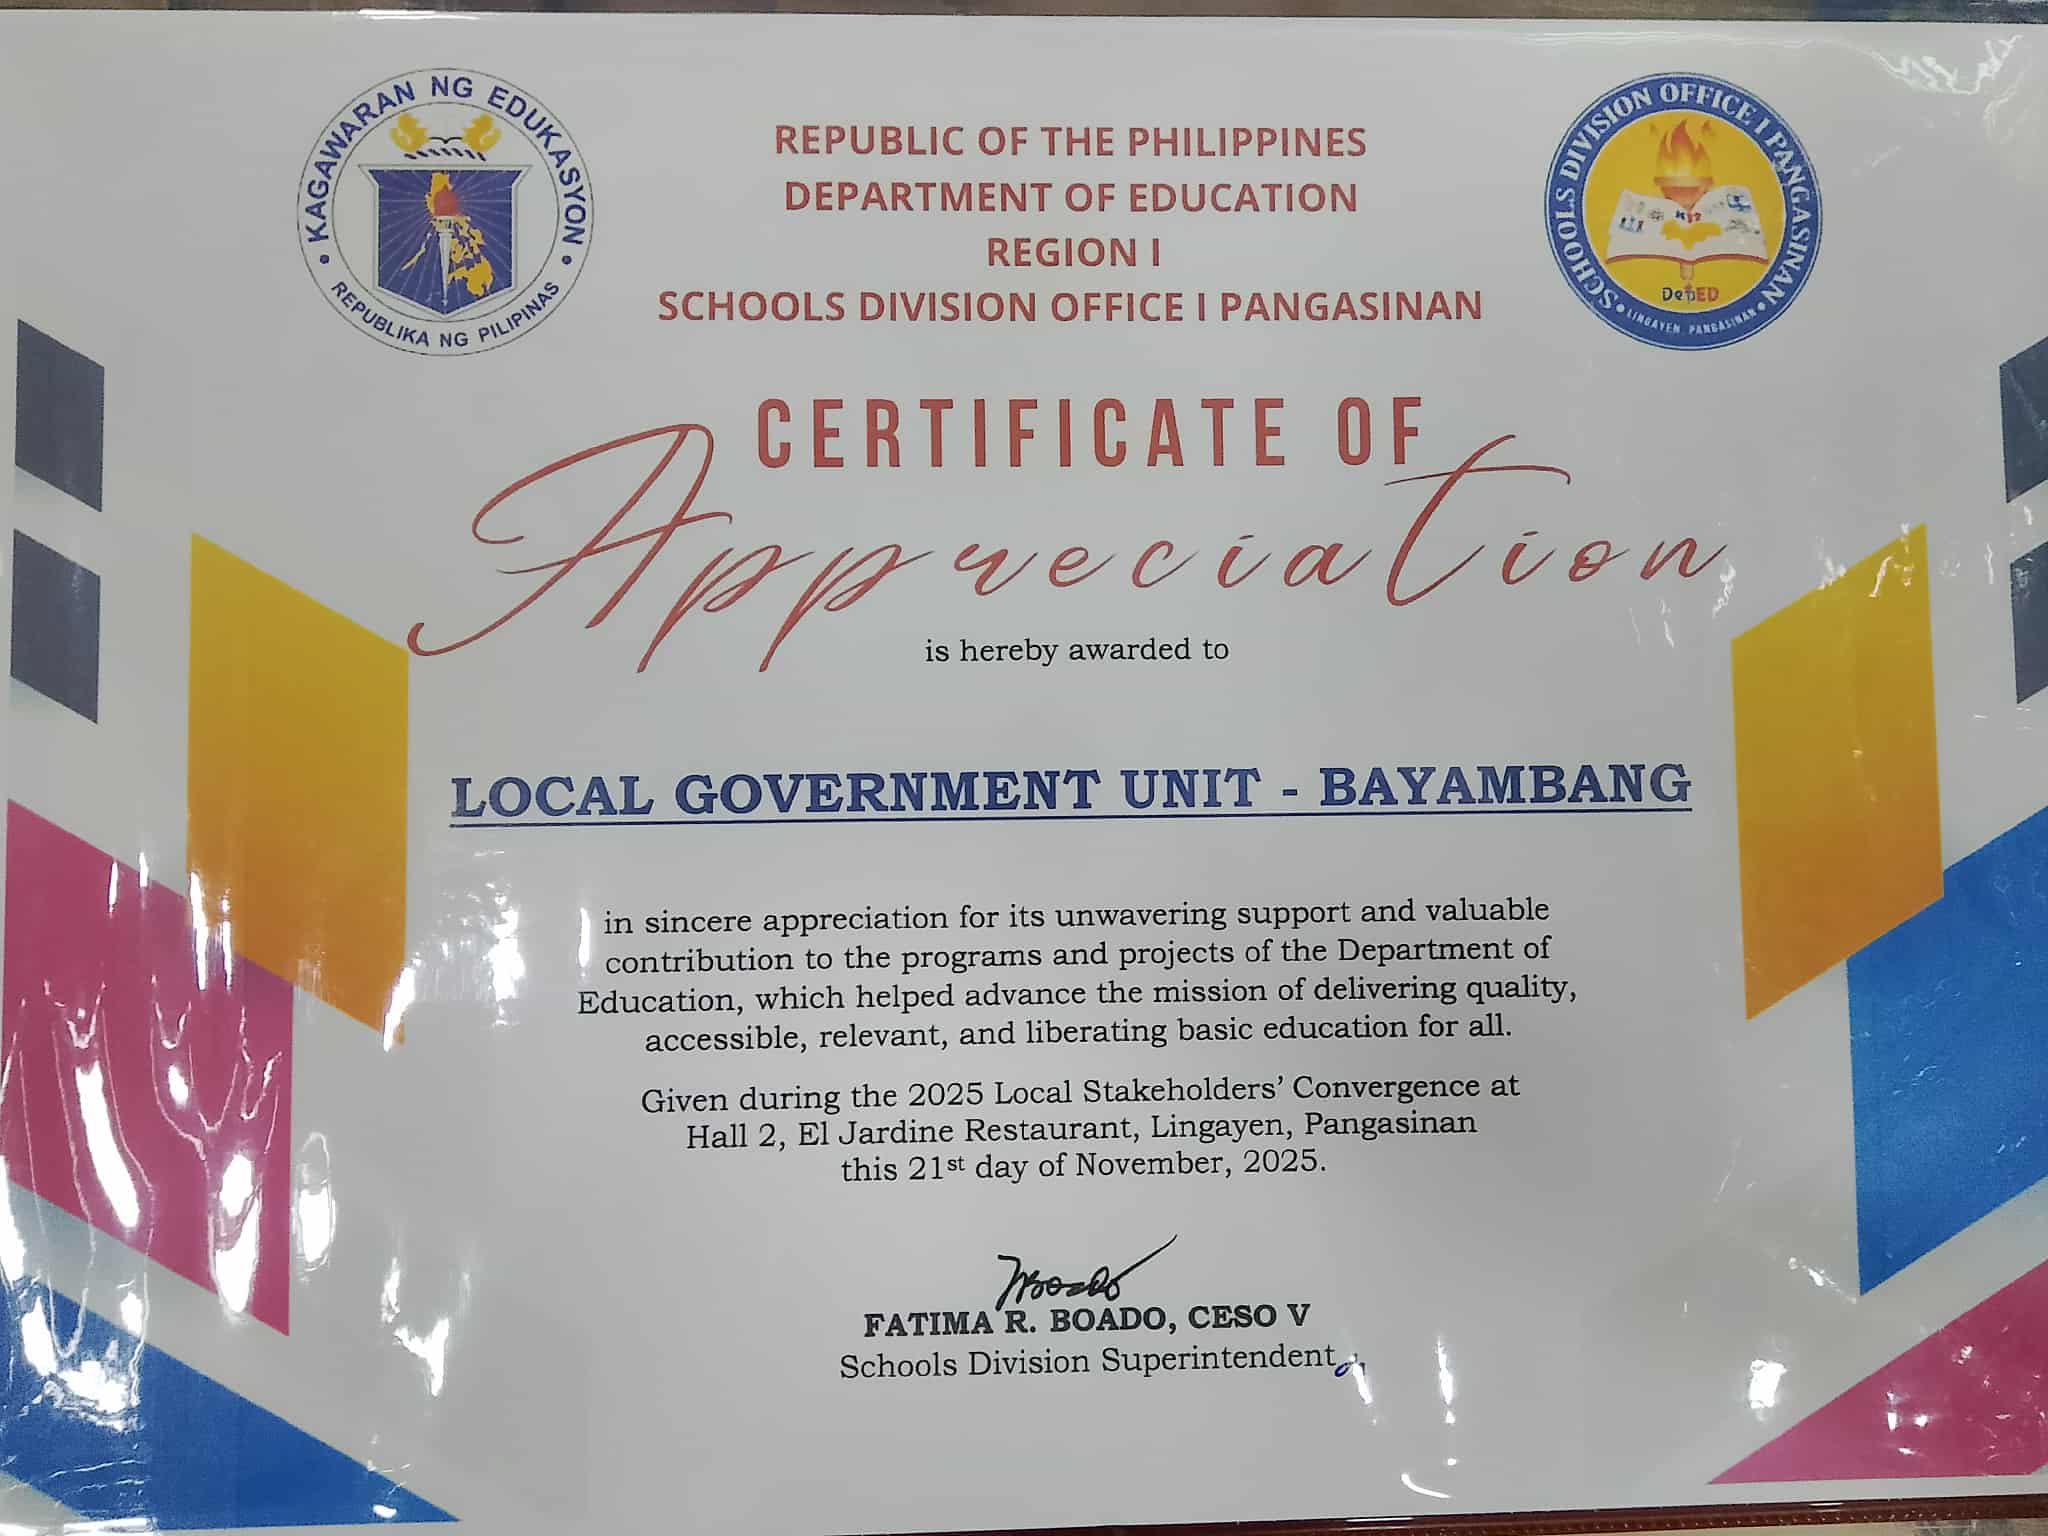 KAGAWARAN NG EDUKASYON
REPUBLIKA NG PILIPINAS
REPUBLIC OF THE PHILIPPINES
DEPARTMENT OF EDUCATION
REGION I
SCHOOLS DIVISION OFFICE I PANGASINAN
SCHOOLS DIVISION OFFICE I PANGASINAN
K12
DepED
LINGAYEN PANGASINAN
CERTIFICATE OF
Appreciation
is hereby awarded to
LOCAL GOVERNMENT UNIT - BAYAMBANG
in sincere appreciation for its unwavering support and valuable
contribution to the programs and projects of the Department of
Education, which helped advance the mission of delivering quality,
accessible, relevant, and liberating basic education for all.
Given during the 2025 Local Stakeholders' Convergence at
Hall 2, El Jardine Restaurant, Lingayen, Pangasinan
this 21st day of November, 2025.
FATIMA R. BOADO, CESO V
Schools Division Superintendent